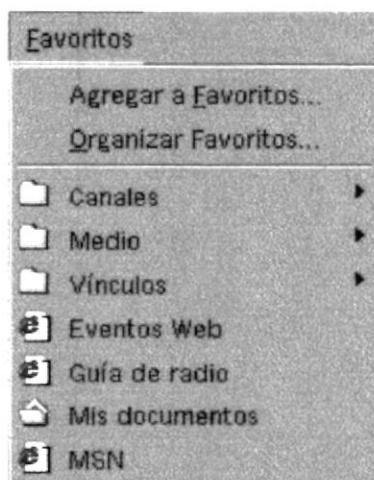 Favoritos
Agregar a Favoritos...
Organizar Favoritos...
Canales
Medio
Vínculos
Eventos Web
Guía de radio
Mis documentos
MSN